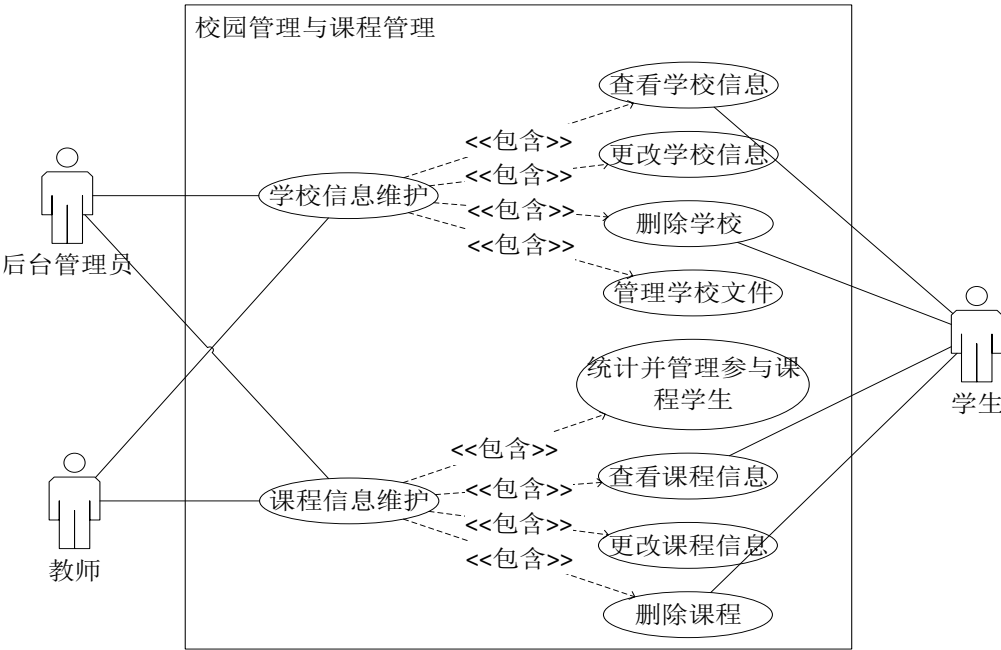 校园管理与课程管理
查看学校信息
<<包含>>
更改学校信息
<<包含>>
学校信息维护
<<包含>>
删除学校
<<包含>>
后台管理员
管理学校文件
统计并管理参与课
程学生
学生
<<包含>>
查看课程信息
<<包含>>
课程信息维护
<<包含>>
更改课程信息
<<包含>>
教师
删除课程